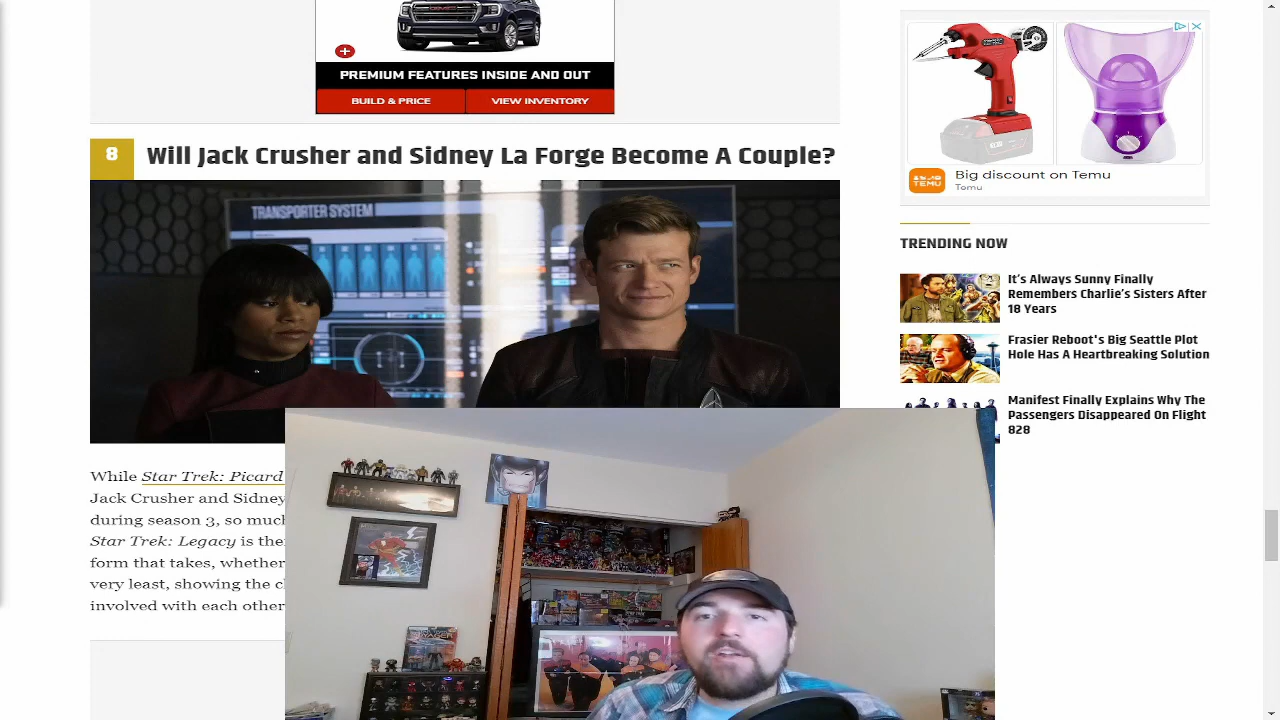 PREMIUM FEATURES INSIDE AND OUT
BUILD & PRICE
VIEW INVENTORY
8
Will Jack Crusher and Sidney La Forge Become A Couple?
TRANSPORTER SYSTEM
While Star Trek: Picard
Jack Crusher and Sidney
during season 3, so much
Star Trek: Legacy is the
form that takes, whether
very least, showing the c
involved with each other
TEMU
Big discount on Temu
Temu
TRENDING NOW
It's Always Sunny Finally
Remembers Charlie's Sisters After
18 Years
Frasier Reboot's Big Seattle Plot
Hole Has A Heartbreaking Solution
Manifest Finally Explains Why The
Passengers Disappeared On Flight
828